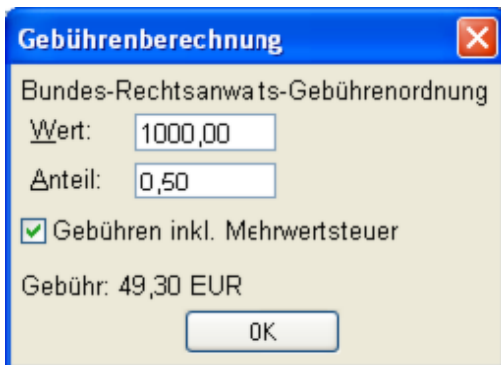 Gebührenberechnung
Bundes-Rechtsanwats-Gebührenordnung
Wert: 1000,00
Anteil: 0,50
Gebühren inkl. Mehrwertsteuer
Gebühr: 49,30 EUR
OK